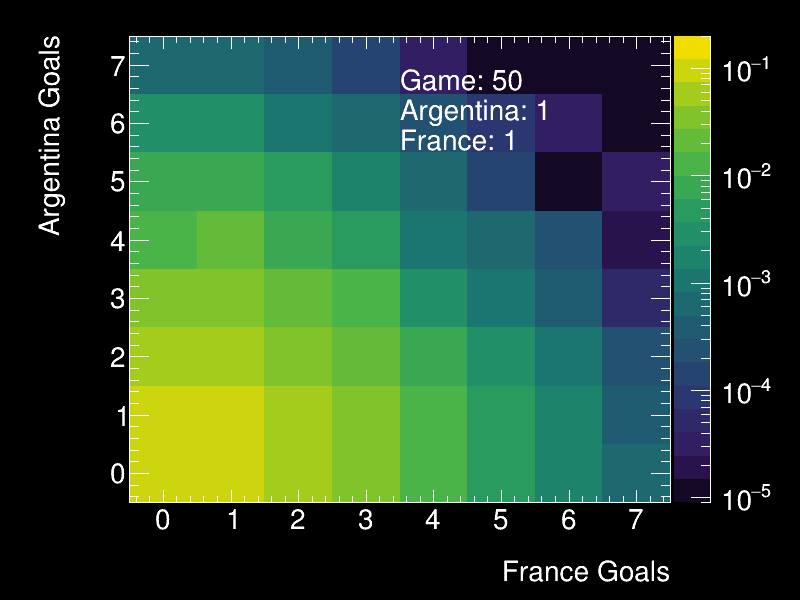 Argentina Goals
7
6
5
4
3
2
1
0
Game: 50
Argentina: 1
France: 1
10⁻¹
10⁻²
10⁻³
10⁻⁴
10⁻⁵
0 1 2 3 4 5 6 7
France Goals